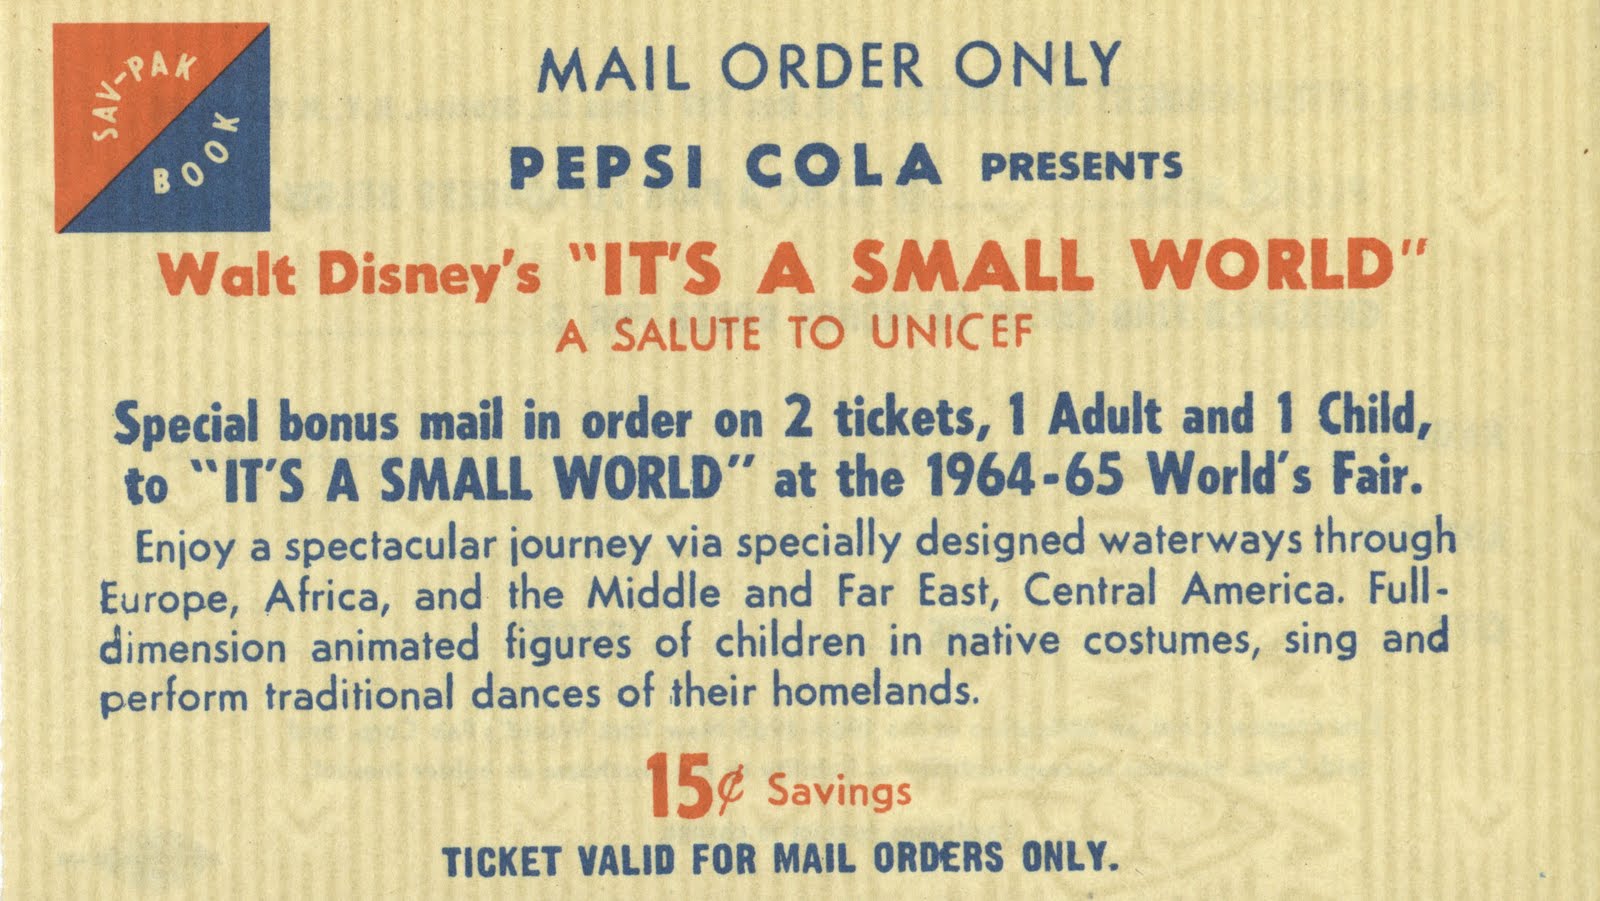 SAV-PAK
BOOK
MAIL ORDER ONLY
PEPSI COLA PRESENTS
Walt Disney's "IT'S A SMALL WORLD"
A SALUTE TO UNICEF
Special bonus mail in order on 2 tickets, 1 Adult and 1 Child,
to "IT'S A SMALL WORLD" at the 1964-65 World's Fair.
Enjoy a spectacular journey via specially designed waterways through
Europe, Africa, and the Middle and Far East, Central America. Full-
dimension animated figures of children in native costumes, sing and
perform traditional dances of their homelands.
15¢ Savings
TICKET VALID FOR MAIL ORDERS ONLY.